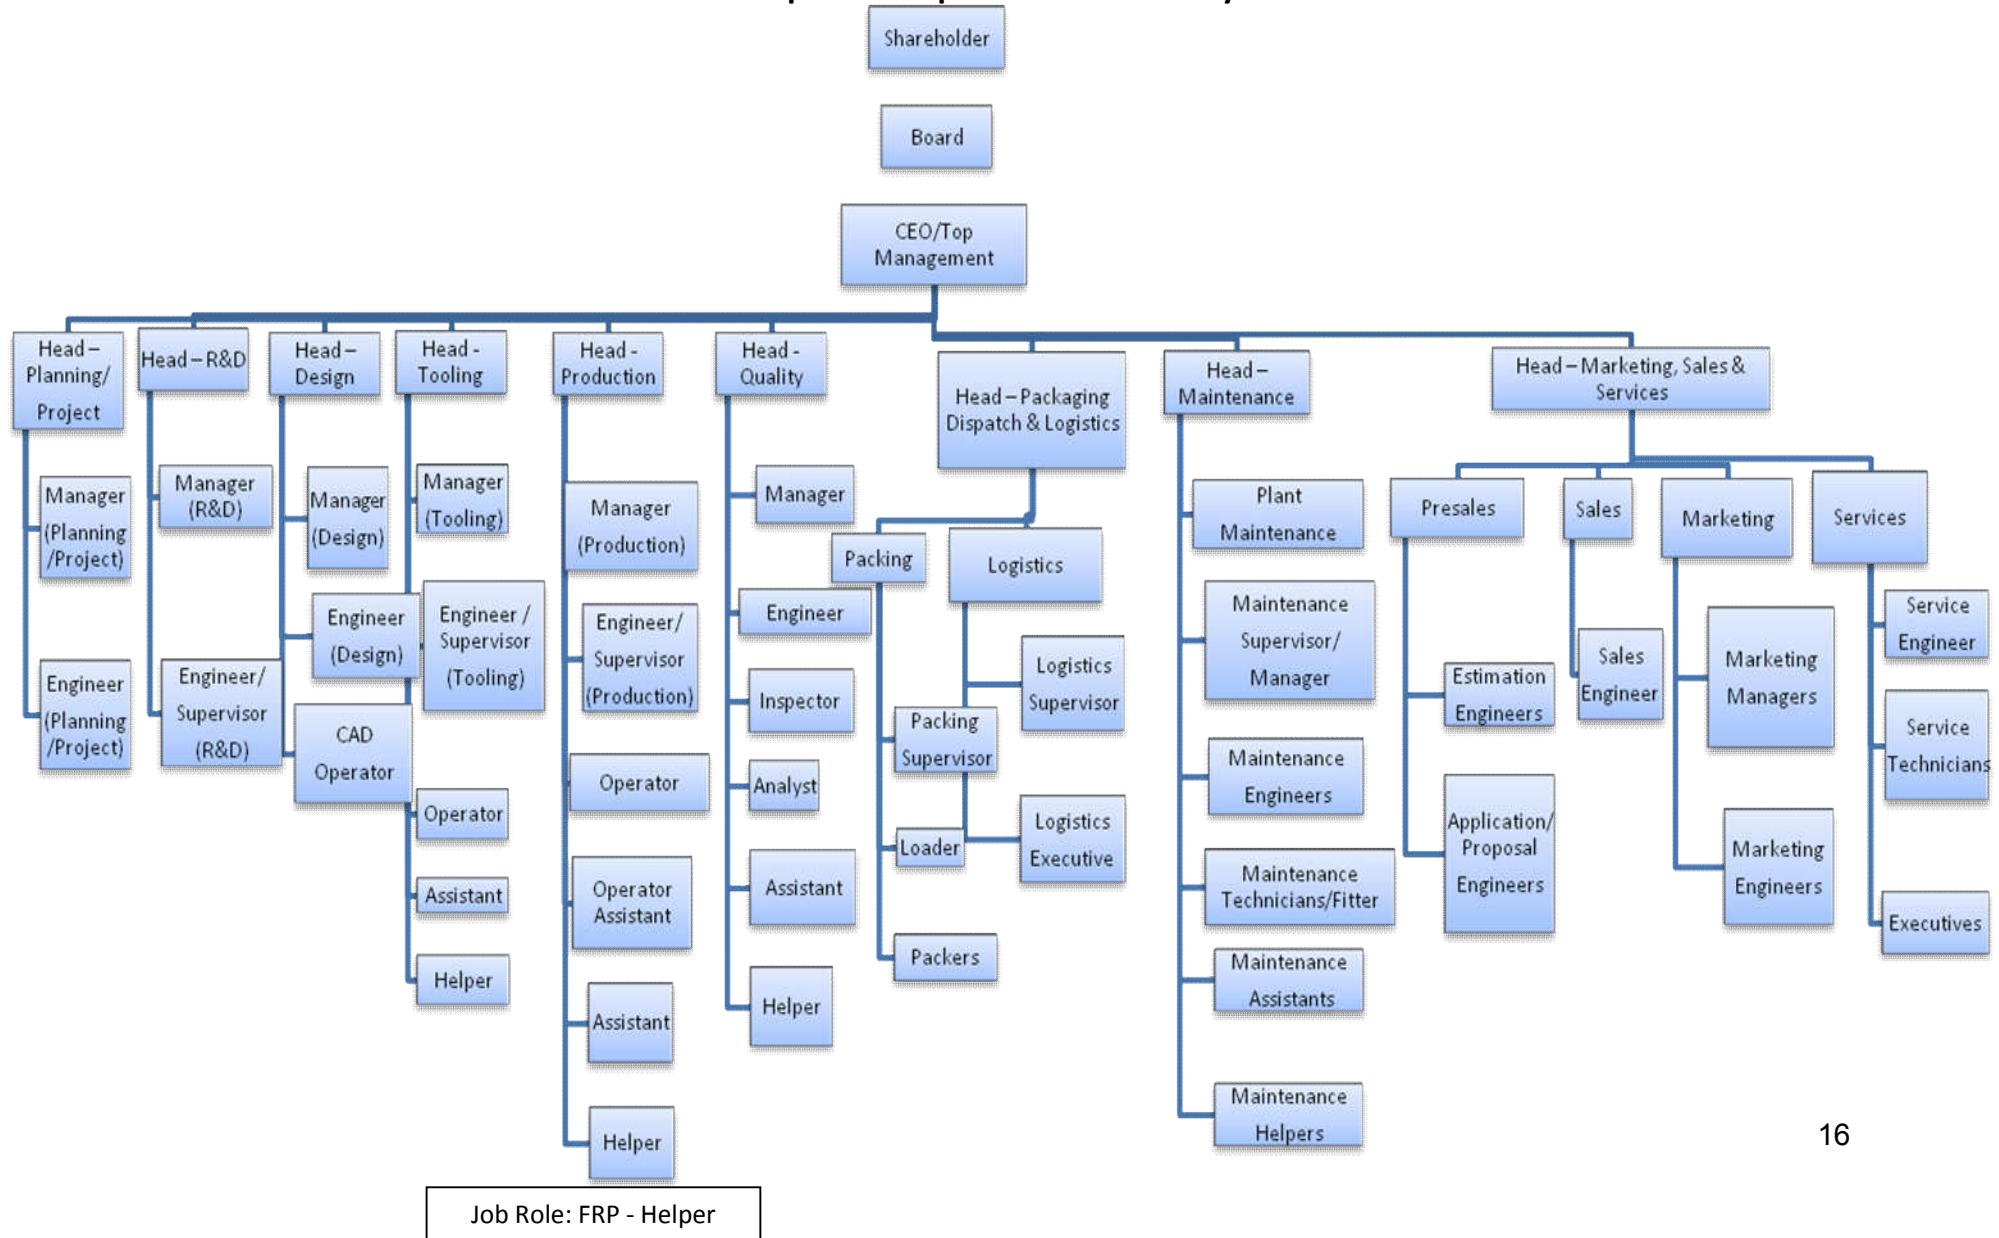 Shareholder
Board
CEO/Top
Management
Head –
Planning/
Project
Manager
(Planning
/Project)
Engineer
(Planning
/Project)
Head – R&D
Manager
(R&D)
Engineer/
Supervisor
(R&D)
Head –
Design
Manager
(Design)
Engineer
(Design)
CAD
Operator
Head -
Tooling
Manager
(Tooling)
Engineer /
Supervisor
(Tooling)
Operator
Assistant
Helper
Head -
Production
Manager
(Production)
Engineer/
Supervisor
(Production)
Operator
Operator
Assistant
Assistant
Helper
Head -
Quality
Manager
Engineer
Inspector
Analyst
Assistant
Helper
Head – Packaging
Dispatch & Logistics
Packing
Packing
Supervisor
Loader
Packers
Logistics
Logistics
Supervisor
Logistics
Executive
Head –
Maintenance
Plant
Maintenance
Maintenance
Supervisor/
Manager
Maintenance
Engineers
Maintenance
Technicians/Fitter
Maintenance
Assistants
Maintenance
Helpers
Head – Marketing, Sales &
Services
Presales
Estimation
Engineers
Application/
Proposal
Engineers
Sales
Sales
Engineer
Marketing
Marketing
Managers
Marketing
Engineers
Services
Service
Engineer
Service
Technicians
Executives
16
Job Role: FRP - Helper